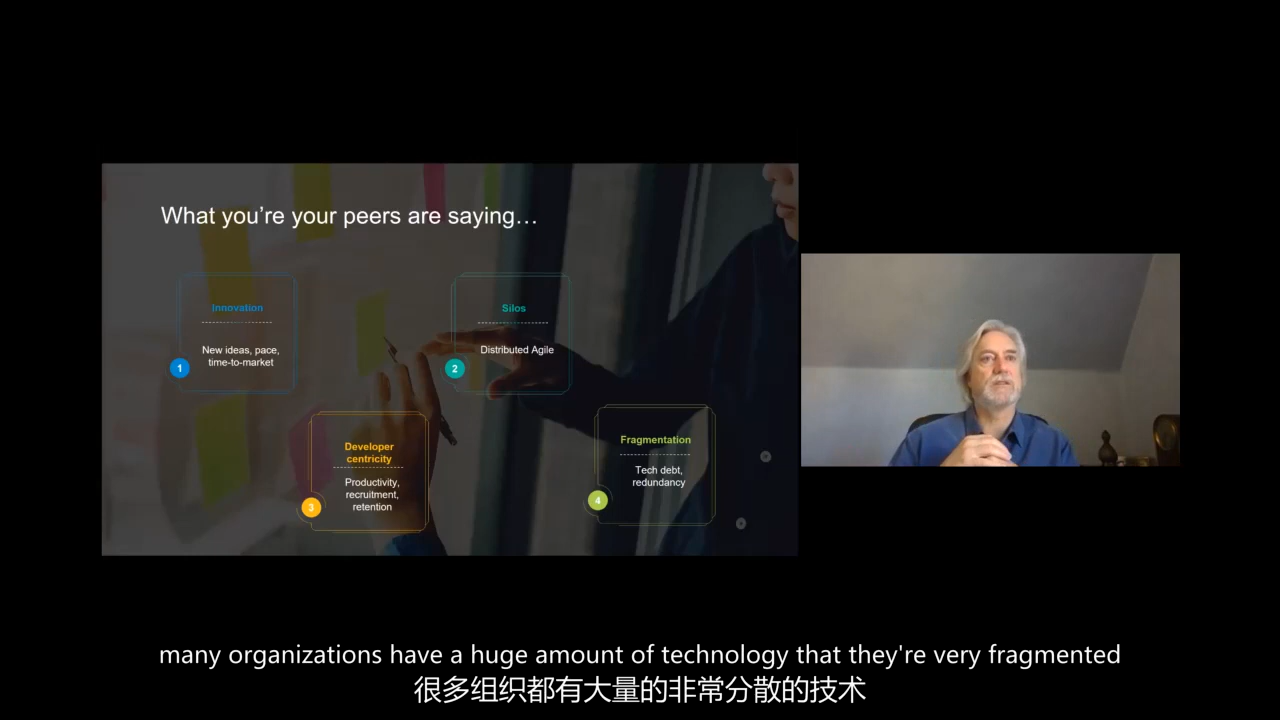 What you're your peers are saying…
Innovation
New ideas, pace,
time-to-market
1
Silos
Distributed Agile
2
Developer
centricity
Productivity,
recruitment,
retention
3
Fragmentation
Tech debt,
redundancy
4
many organizations have a huge amount of technology that they're very fragmented
很多组织都有大量的非常分散的技术